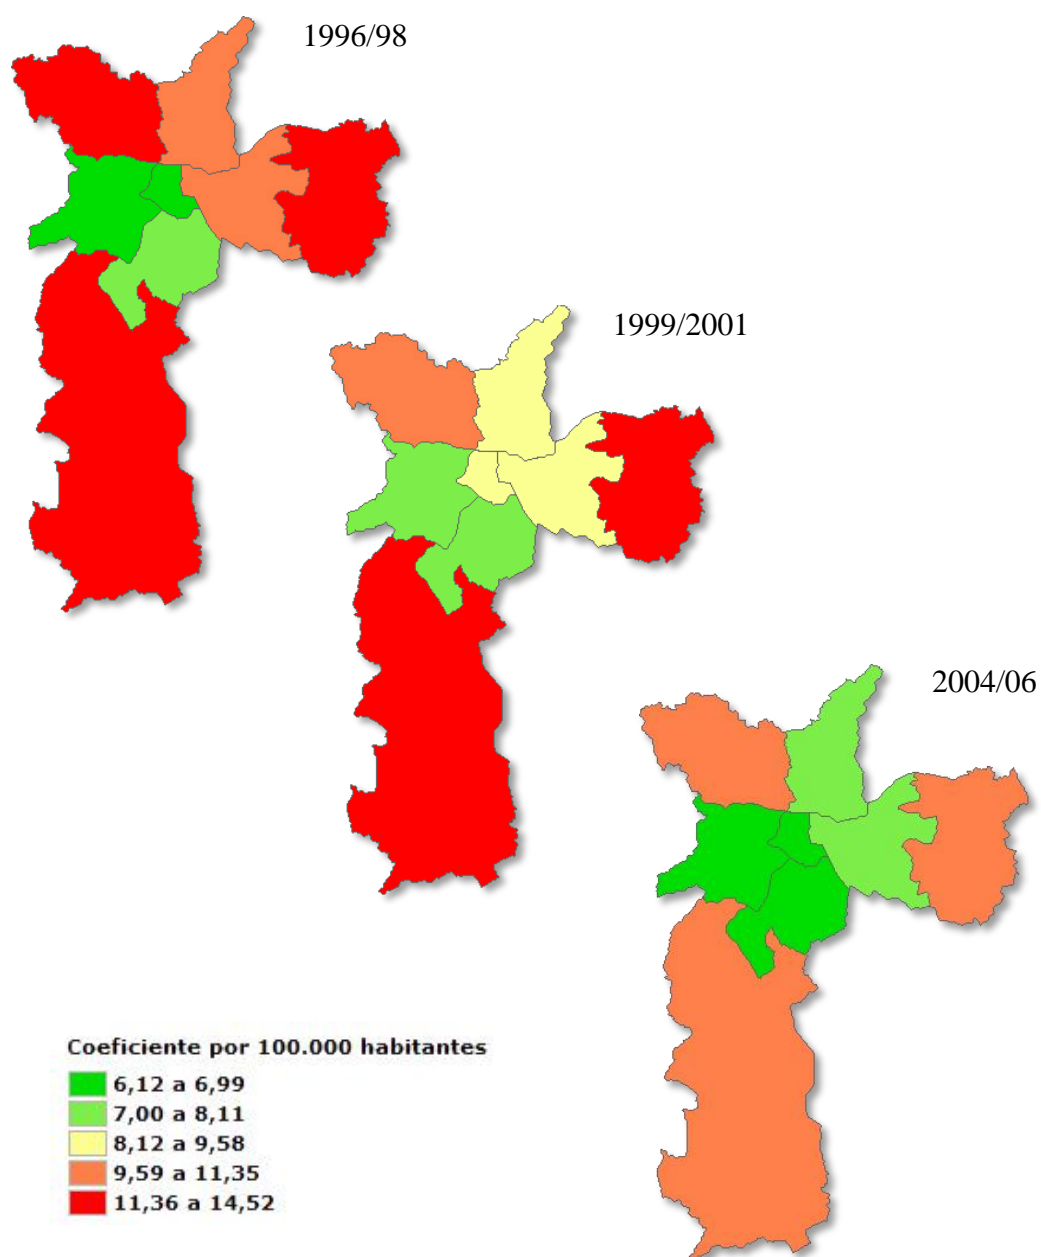 1996/98
1999/2001
2004/06
Coeficiente por 100.000 habitantes
6,12 a 6,99
7,00 a 8,11
8,12 a 9,58
9,59 a 11,35
11,36 a 14,52